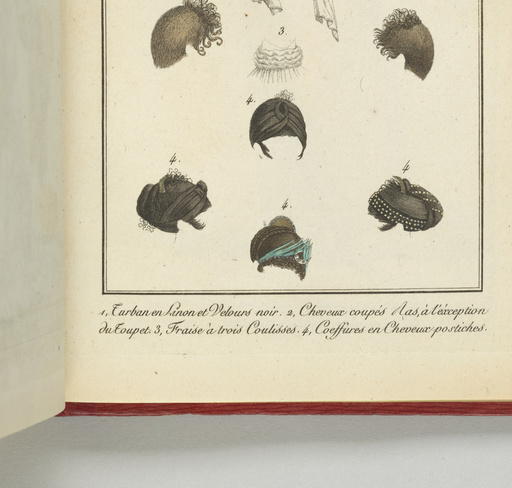 3.
4.
4.
4
4.
1, Turban en Linon et Velours noir. 2, Cheveux coupés Ras, à l'éxception
du Toupet. 3, Fraise à trois Coulisses. 4, Coeffures en Cheveux postiches.